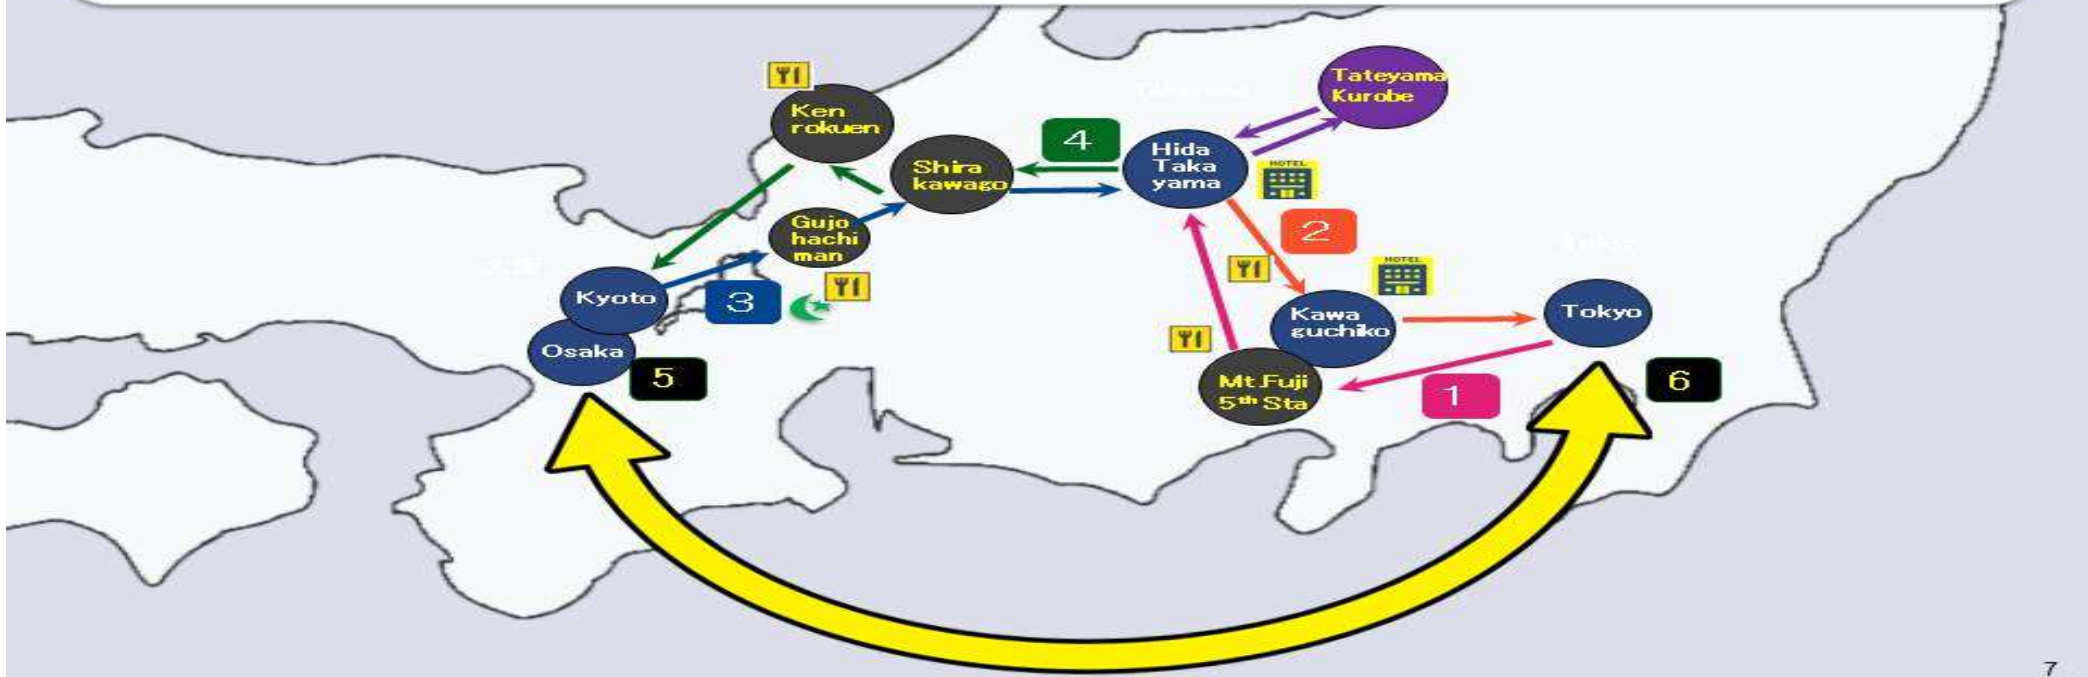 Tateyama
Kurobe
Ken
rokuen
4
Hida
Taka
yama
HOTEL
Shira
kawago
Gujo
hachi
man
2
HOTEL
Kyoto
3
Kawa
guchiko
Tokyo
Osaka
5
Mt.Fuji
5th Sta
1
6
7